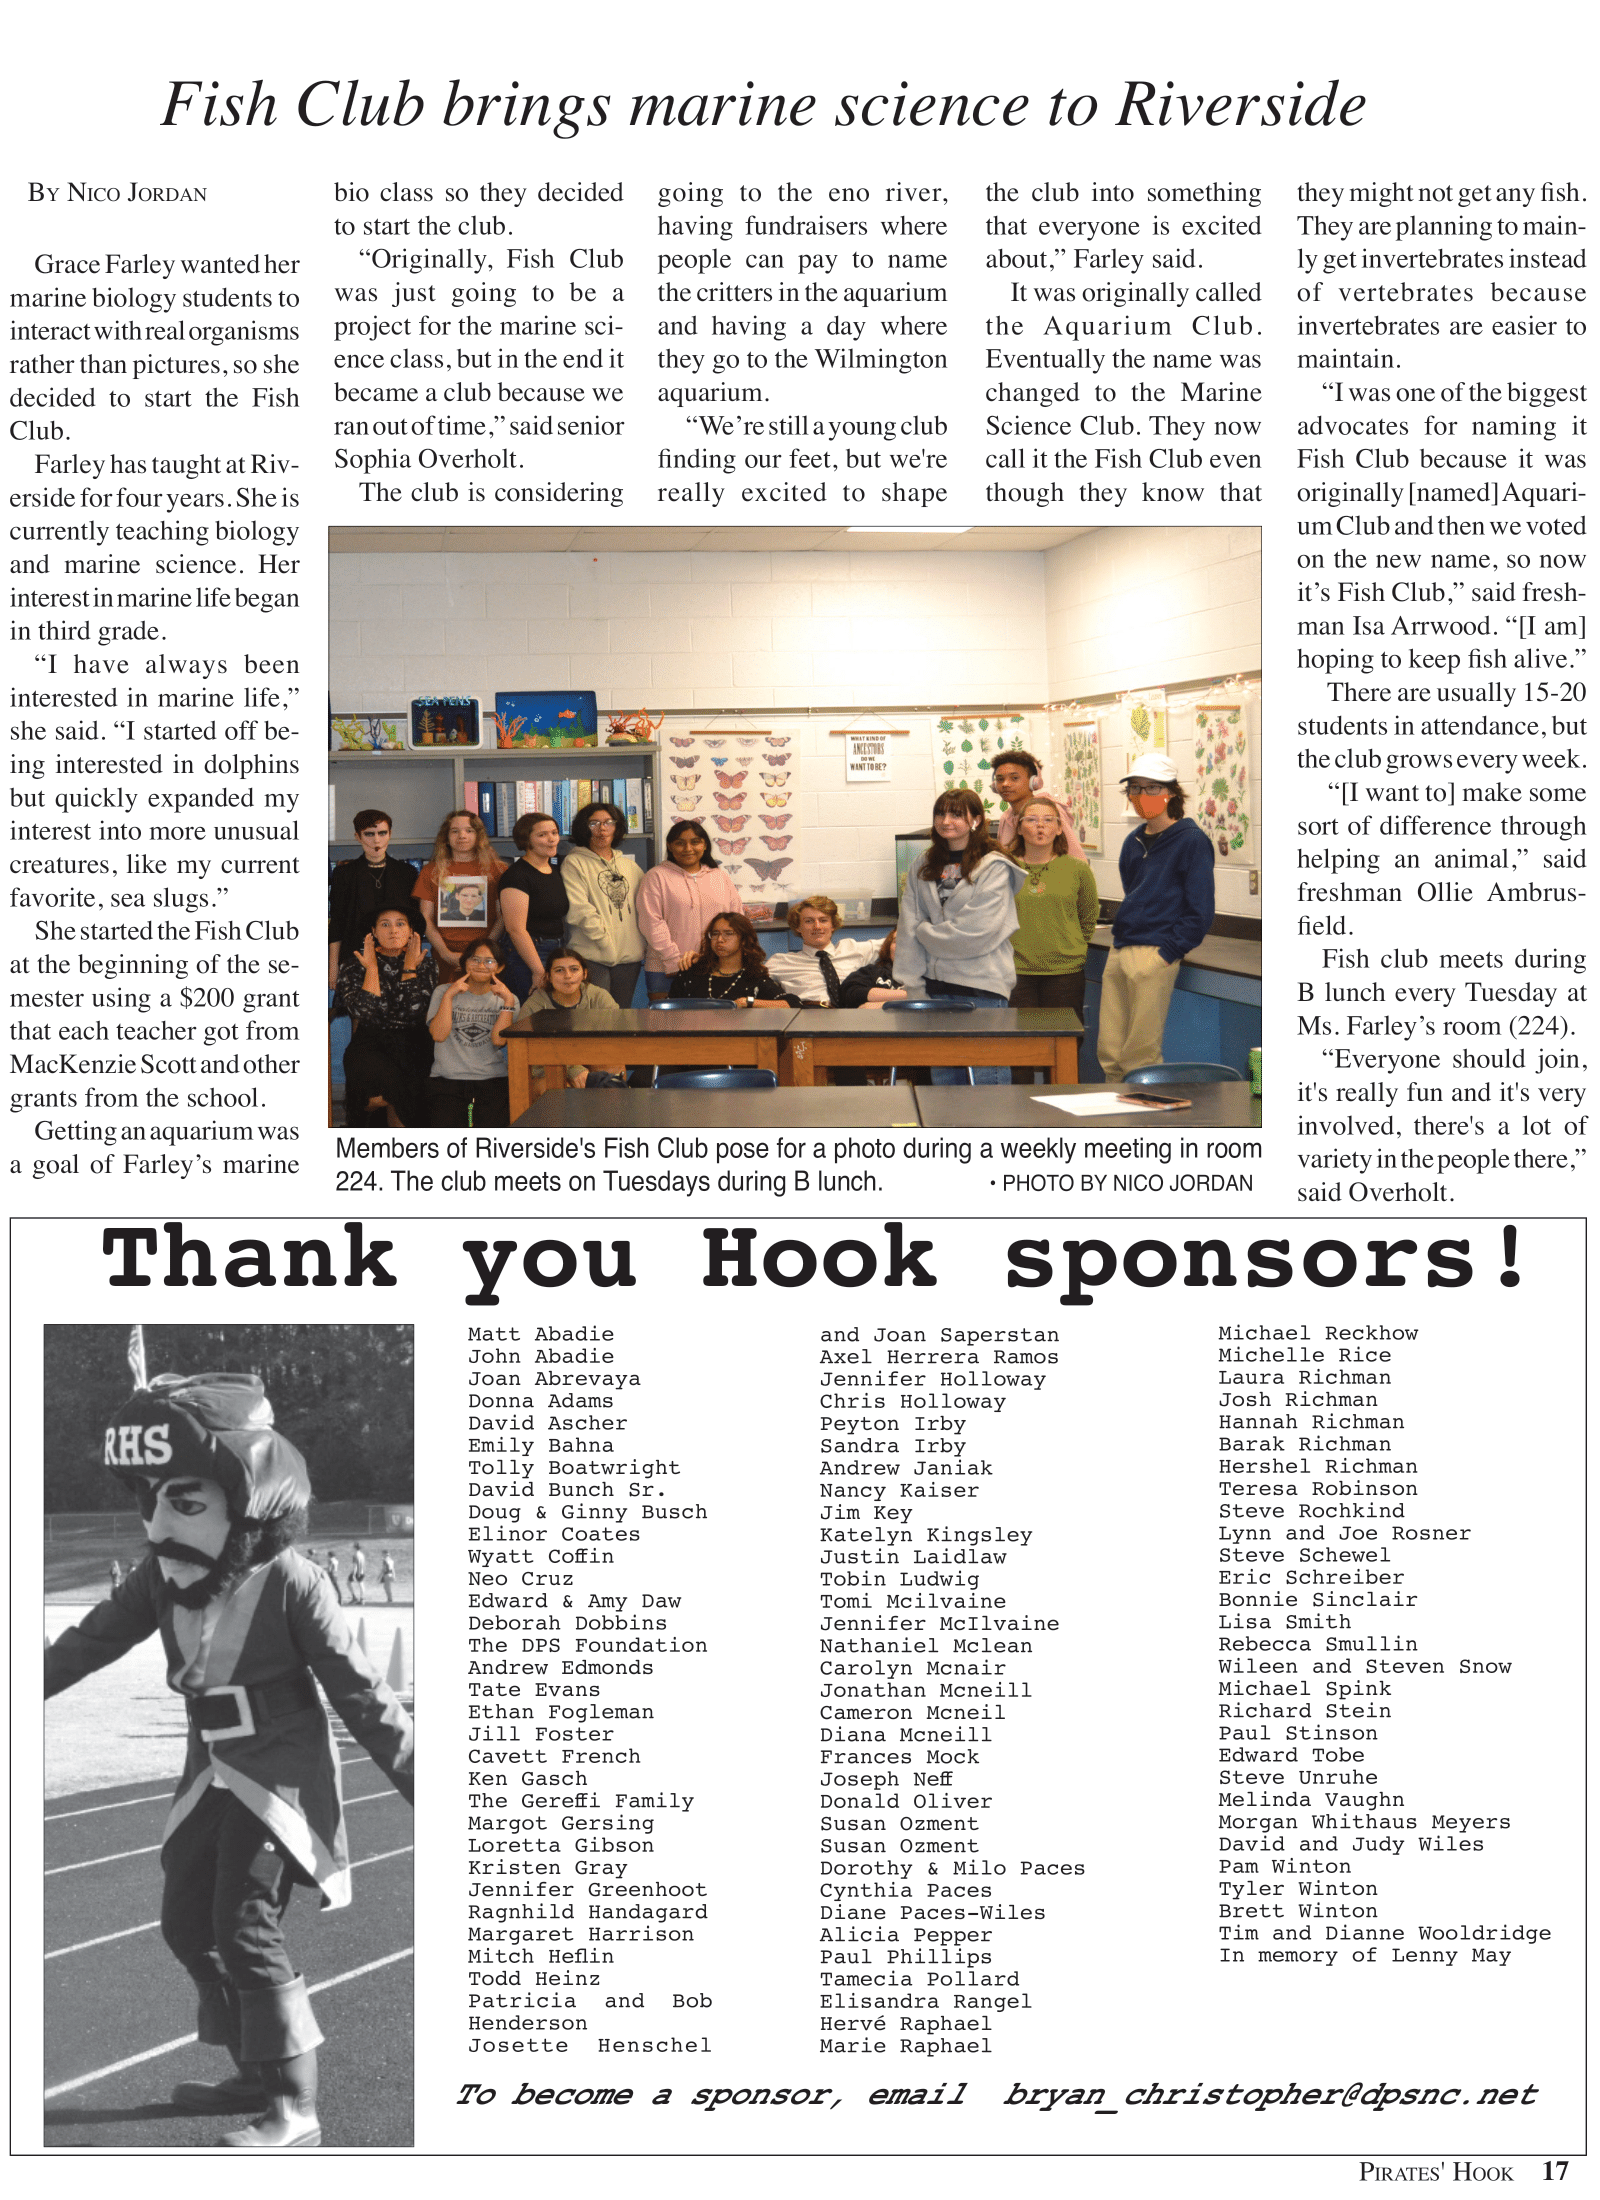 Fish Club brings marine science to Riverside
By Nico Jordan
Grace Farley wanted her
marine biology students to
interact with real organisms
rather than pictures, so she
decided to start the Fish
Club.
Farley has taught at Riv-
erside for four years. She is
currently teaching biology
and marine science. Her
interest in marine life began
in third grade.
“I have always been
interested in marine life,”
she said. “I started off be-
ing interested in dolphins
but quickly expanded my
interest into more unusual
creatures, like my current
favorite, sea slugs.”
She started the Fish Club
at the beginning of the se-
mester using a $200 grant
that each teacher got from
MacKenzie Scott and other
grants from the school.
Getting an aquarium was
a goal of Farley’s marine
bio class so they decided
to start the club.
“Originally, Fish Club
was just going to be a
project for the marine sci-
ence class, but in the end it
became a club because we
ran out of time,” said senior
Sophia Overholt.
The club is considering
going to the eno river,
having fundraisers where
people can pay to name
the critters in the aquarium
and having a day where
they go to the Wilmington
aquarium.
“We’re still a young club
finding our feet, but we're
really excited to shape
the club into something
that everyone is excited
about,” Farley said.
It was originally called
the Aquarium Club.
Eventually the name was
changed to the Marine
Science Club. They now
call it the Fish Club even
though they know that
they might not get any fish.
They are planning to main-
ly get invertebrates instead
of vertebrates because
invertebrates are easier to
maintain.
“I was one of the biggest
advocates for naming it
Fish Club because it was
originally [named] Aquari-
um Club and then we voted
on the new name, so now
it’s Fish Club,” said fresh-
man Isa Arrwood. “[I am]
hoping to keep fish alive.”
There are usually 15-20
students in attendance, but
the club grows every week.
“[I want to] make some
sort of difference through
helping an animal,” said
freshman Ollie Ambrus-
field.
Fish club meets during
B lunch every Tuesday at
Ms. Farley’s room (224).
“Everyone should join,
it's really fun and it's very
involved, there's a lot of
variety in the people there,”
said Overholt.
SEA PENS
WHAT KIND OF
ANCESTORS
DO WE
WANT TO BE?
Members of Riverside's Fish Club pose for a photo during a weekly meeting in room
224. The club meets on Tuesdays during B lunch. • PHOTO BY NICO JORDAN
Thank you Hook sponsors!
RHS
Matt Abadie
John Abadie
Joan Abrevaya
Donna Adams
David Ascher
Emily Bahna
Tolly Boatwright
David Bunch Sr.
Doug & Ginny Busch
Elinor Coates
Wyatt Coffin
Neo Cruz
Edward & Amy Daw
Deborah Dobbins
The DPS Foundation
Andrew Edmonds
Tate Evans
Ethan Fogleman
Jill Foster
Cavett French
Ken Gasch
The Gereffi Family
Margot Gersing
Loretta Gibson
Kristen Gray
Jennifer Greenhoot
Ragnhild Handagard
Margaret Harrison
Mitch Heflin
Todd Heinz
Patricia and Bob
Henderson
Josette Henschel
and Joan Saperstan
Axel Herrera Ramos
Jennifer Holloway
Chris Holloway
Peyton Irby
Sandra Irby
Andrew Janiak
Nancy Kaiser
Jim Key
Katelyn Kingsley
Justin Laidlaw
Tobin Ludwig
Tomi Mcilvaine
Jennifer McIlvaine
Nathaniel Mclean
Carolyn Mcnair
Jonathan Mcneill
Cameron Mcneil
Diana Mcneill
Frances Mock
Joseph Neff
Donald Oliver
Susan Ozment
Susan Ozment
Dorothy & Milo Paces
Cynthia Paces
Diane Paces-Wiles
Alicia Pepper
Paul Phillips
Tamecia Pollard
Elisandra Rangel
Hervé Raphael
Marie Raphael
Michael Reckhow
Michelle Rice
Laura Richman
Josh Richman
Hannah Richman
Barak Richman
Hershel Richman
Teresa Robinson
Steve Rochkind
Lynn and Joe Rosner
Steve Schewel
Eric Schreiber
Bonnie Sinclair
Lisa Smith
Rebecca Smullin
Wileen and Steven Snow
Michael Spink
Richard Stein
Paul Stinson
Edward Tobe
Steve Unruhe
Melinda Vaughn
Morgan Whithaus Meyers
David and Judy Wiles
Pam Winton
Tyler Winton
Brett Winton
Tim and Dianne Wooldridge
In memory of Lenny May
To become a sponsor, email bryan_christopher@dpsnc.net
Pirates' Hook 17